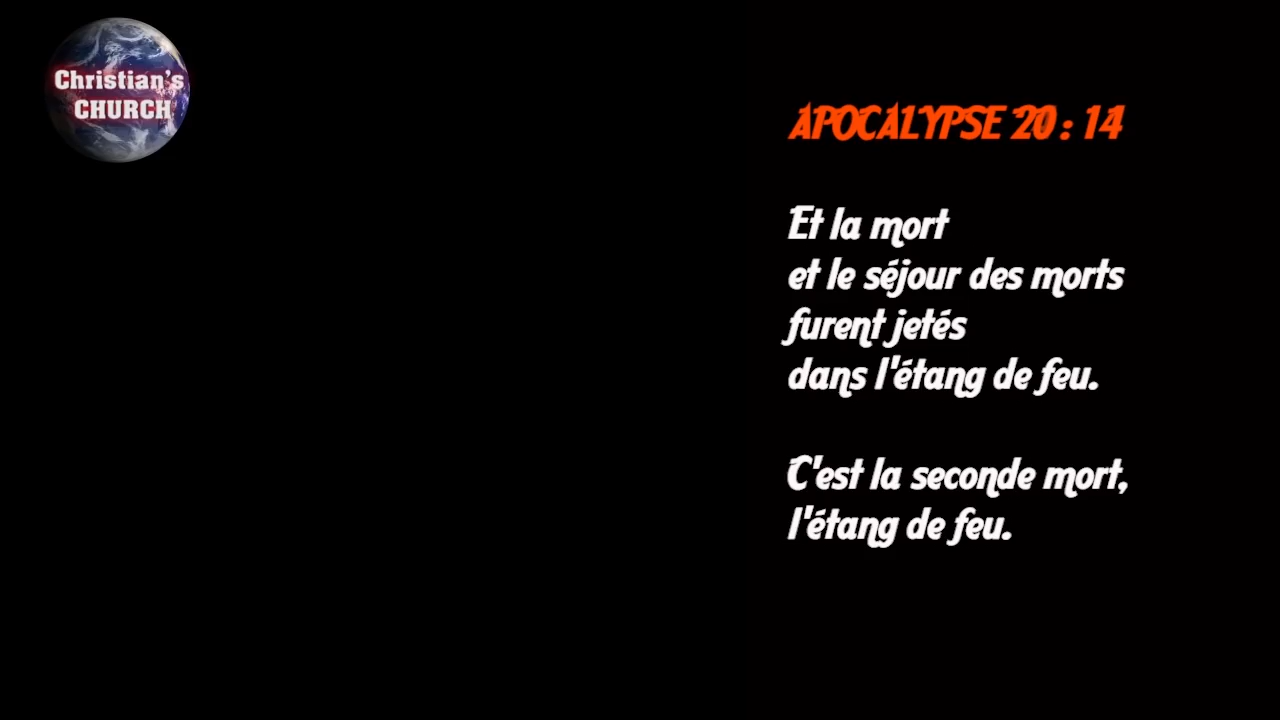 Christian's
CHURCH
APOCALYPSE 20 : 14
Et la mort
et le séjour des morts
furent jetés
dans l'étang de feu.
C'est la seconde mort,
l'étang de feu.